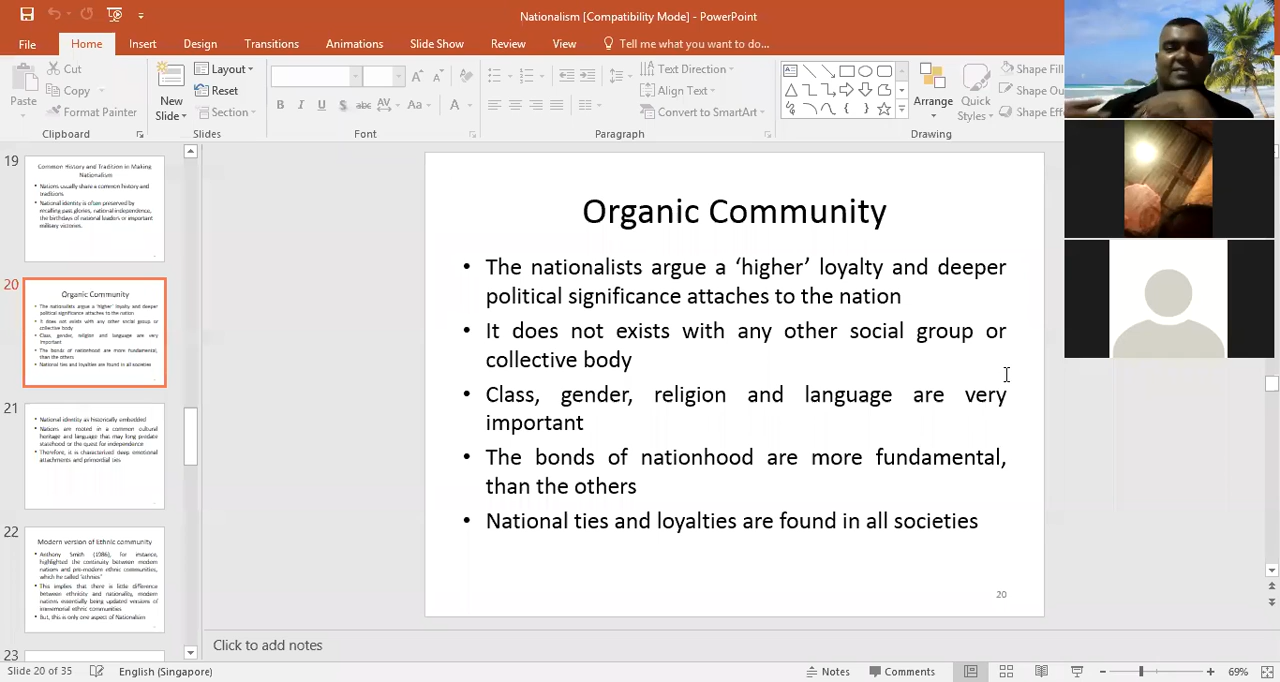 Nationalism [Compatibility Mode] - PowerPoint
File Home Insert Design Transitions Animations Slide Show Review View Tell me what you want to do...
Paste
Cut
Copy
Format Painter
Clipboard
New
Slide
Layout
Reset
Section
Slides
B I U S abc AV Aa A
Font
Text Direction
Align Text
Convert to SmartArt
Paragraph
Arrange
Quick
Styles
Shape Fill
Shape Ou
Shape Effe
Drawing
19
Common History and Tradition in Making
Nationalism
• Nations usually share a common history and
traditions
• National identity is often preserved by
recalling past glories, national independence,
the birthdays of national leaders or important
military victories.
20
Organic Community
• The nationalists argue a ‘higher’ loyalty and deeper
political significance attaches to the nation
• It does not exists with any other social group or
collective body
• Class, gender, religion and language are very
important
• The bonds of nationhood are more fundamental,
than the others
• National ties and loyalties are found in all societies
21
• National identity as historically embedded
• Nations are rooted in a common cultural
heritage and language that may long predate
statehood or the quest for independence
• Therefore, it is characterized deep emotional
attachments and primordial ties
22
Modern version of Ethnic community
• Anthony Smith (1986), for instance,
highlighted the continuity between modern
nations and pre-modern ethnic communities,
which he called ‘ethnies’
• This implies that there is little difference
between ethnicity and nationality, modern
nations essentially being updated versions of
immemorial ethnic communities
• But, this is only one aspect of Nationalism
23
Organic Community
• The nationalists argue a ‘higher’ loyalty and deeper
political significance attaches to the nation
• It does not exists with any other social group or
collective body
• Class, gender, religion and language are very
important
• The bonds of nationhood are more fundamental,
than the others
• National ties and loyalties are found in all societies
20
Click to add notes
Slide 20 of 35 English (Singapore) Notes Comments 69%